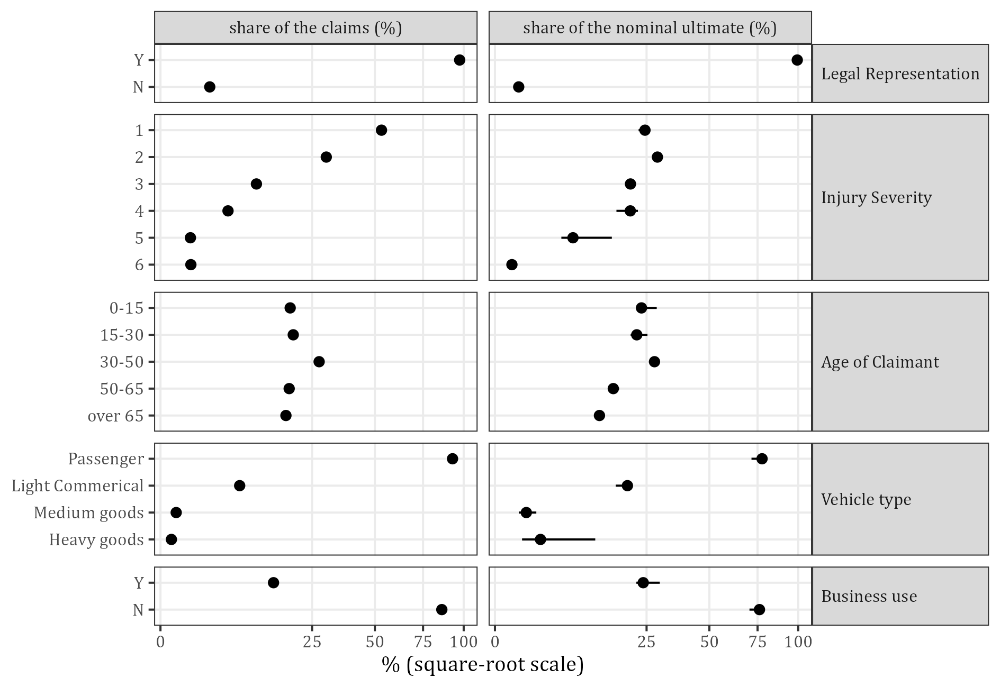 share of the claims (%)
share of the nominal ultimate (%)
Y
N
Legal Representation
1
2
3
4
5
6
Injury Severity
0-15
15-30
30-50
50-65
over 65
Age of Claimant
Passenger
Light Commerical
Medium goods
Heavy goods
Vehicle type
Y
N
Business use
0 25 50 75 100
0 25 50 75 100
% (square-root scale)